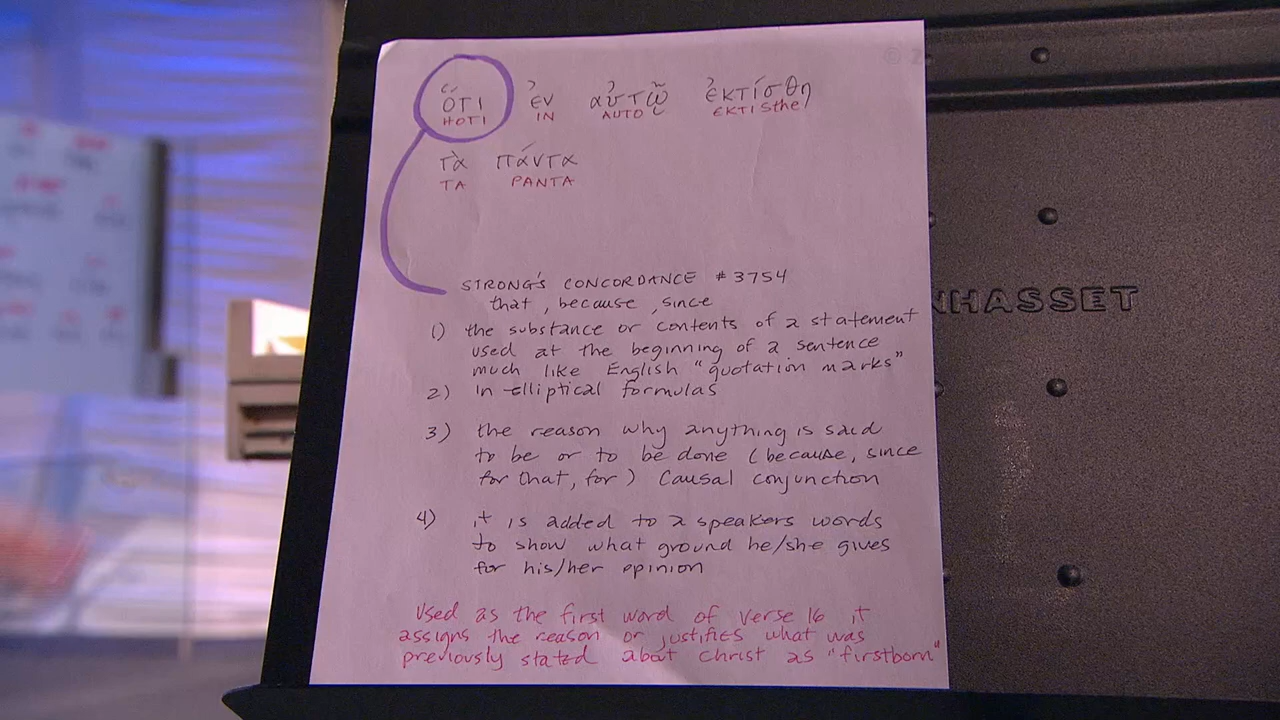 ὅτι ἐν αὐτῷ ἐκτίσθη
HOTI IN AUTO EKTISthe
τὰ πάντα
TA PANTA
STRONG'S CONCORDANCE #3754
that, because, since
1) the substance or contents of a statement
used at the beginning of a sentence
much like English "quotation marks"
2) In elliptical formulas
3) the reason why anything is said
to be or to be done (because, since
for that, for) Causal conjunction
4) it is added to a speakers words
to show what ground he/she gives
for his/her opinion
Used as the first word of verse 16 it
assigns the reason or justifies what was
previously stated about Christ as "firstborn"
NHASSET